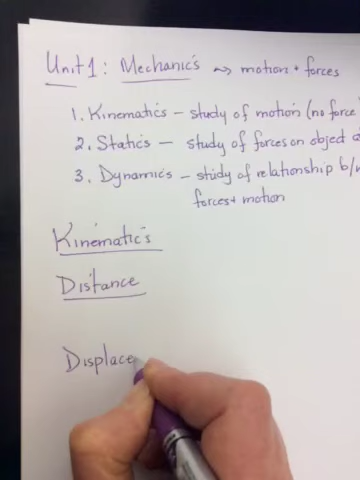 Unit 1: Mechanics ~> motion + forces
1. Kinematics - study of motion (no force
2. Statics - study of forces on object
3. Dynamics - study of relationship b/w
forces + motion
Kinematics
Distance
Displace